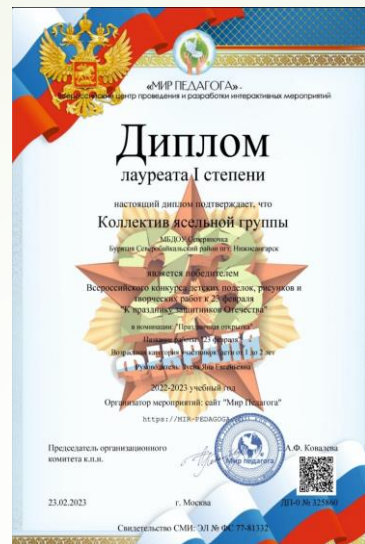 «МИР ПЕДАГОГА» -
Всероссийский центр проведения и разработки интерактивных мероприятий
Диплом
лауреата I степени
настоящий диплом подтверждает, что
Коллектив ясельной группы
МБДОУ
Бурятия Северобайкальский район пгт. Нижнеангарск
является победителем
Всероссийского конкурса детских поделок, рисунков и
творческих работ к 23 февраля
"К празднику защитников Отечества"
в номинации: "Праздничная открытка"
Название работы: "23 февраля"
Возрастная категория участников: дети от 1 до 2 лет
Руководитель: Яна Евгеньевна
ФЕВРАЛЯ
2022-2023 учебный год
Организатор мероприятий: сайт "Мир Педагога"
https://MIR-PEDAGOGA
Председатель организационного
комитета к.п.н.
Мир педагога
А.Ф. Ковалева
23.02.2023
г. Москва
ДП-0 № 325860
Свидетельство СМИ: ЭЛ № ФС 77-81332